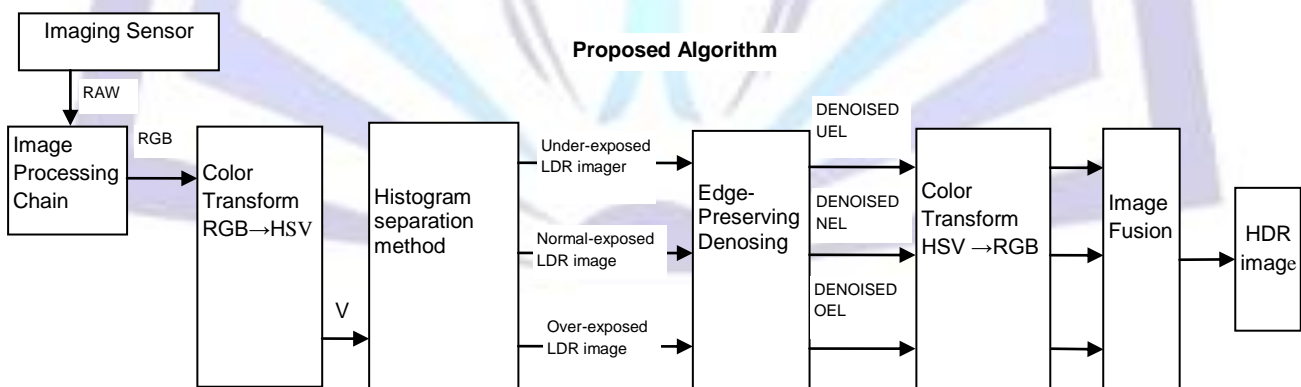 Imaging Sensor
Proposed Algorithm
RAW
Image
Processing
Chain
RGB
Color
Transform
RGB→HSV
V
Histogram
separation
method
Under-exposed
LDR imager
Normal-exposed
LDR image
Over-exposed
LDR image
Edge-
Preserving
Denosing
DENOISED
UEL
DENOISED
NEL
DENOISED
OEL
Color
Transform
HSV →RGB
Image
Fusion
HDR
image